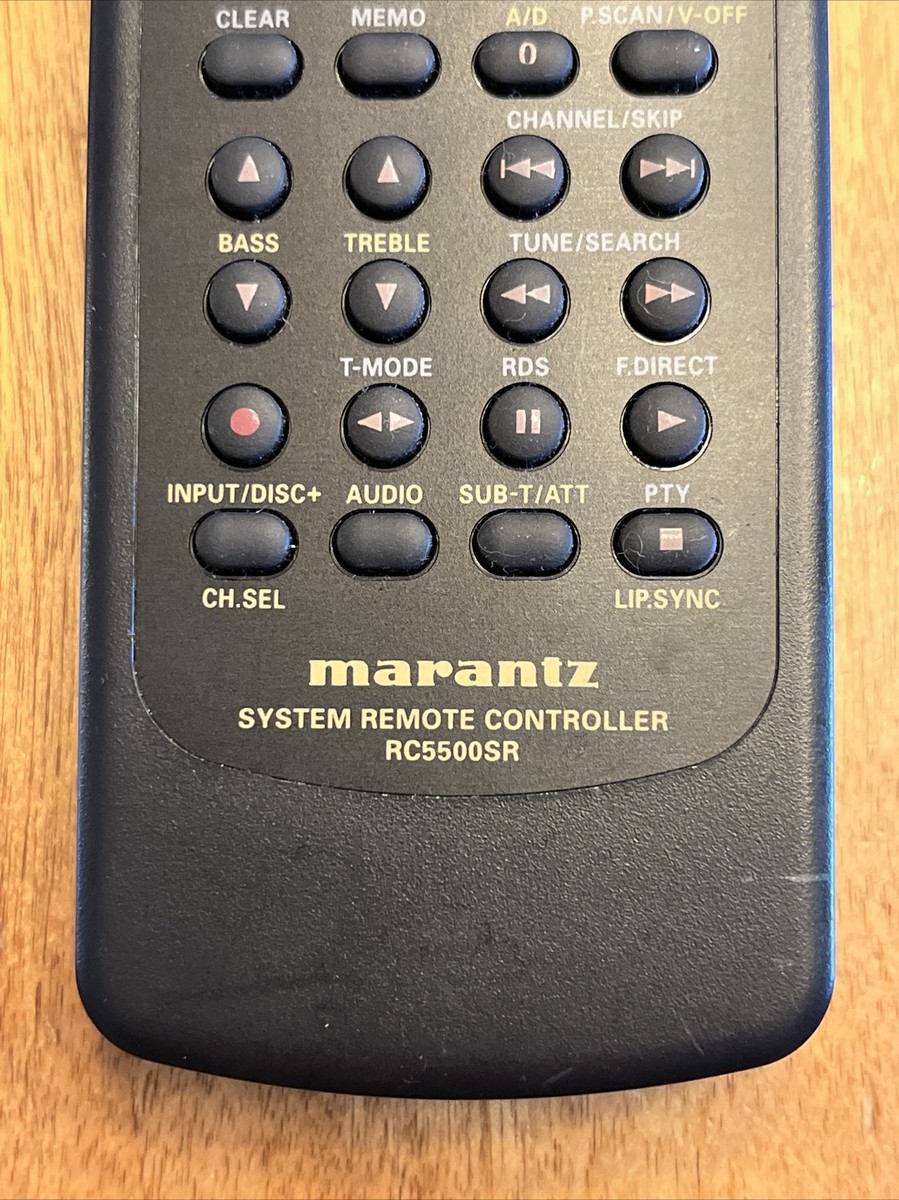 CLEAR MEMO A/D P.SCAN/V-OFF
0
CHANNEL/SKIP
BASS TREBLE TUNE/SEARCH
T-MODE RDS F.DIRECT
INPUT/DISC+ AUDIO SUB-T/ATT PTY
CH.SEL LIP.SYNC
marantz
SYSTEM REMOTE CONTROLLER
RC5500SR